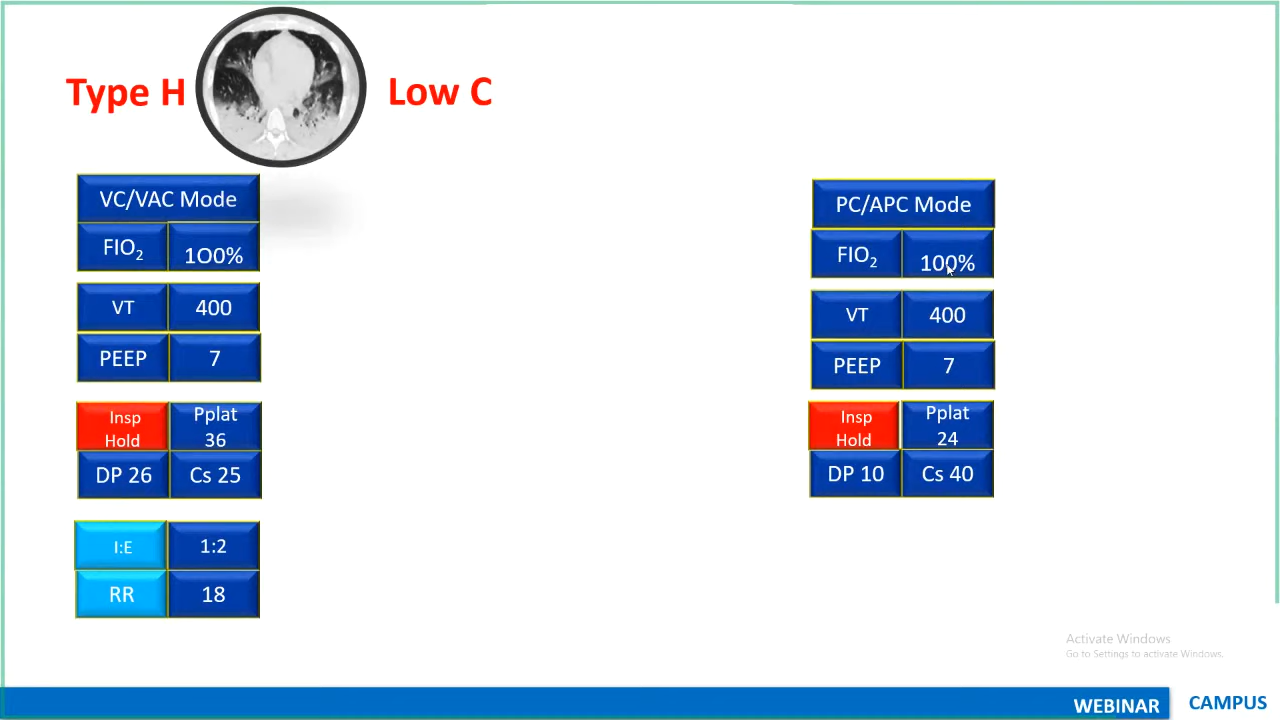 Type H
Low C
VC/VAC Mode
FIO₂ 1O0%
VT 400
PEEP 7
Insp Hold
Pplat 36
DP 26 Cs 25
I:E 1:2
RR 18
PC/APC Mode
FIO₂ 100%
VT 400
PEEP 7
Insp Hold
Pplat 24
DP 10 Cs 40
Activate Windows
Go to Settings to activate Windows.
WEBINAR CAMPUS